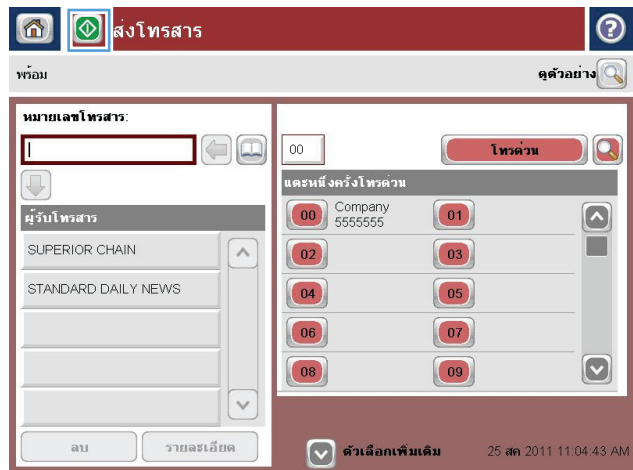 ส่งโทรสาร
พร้อม
ดูตัวอย่าง
หมายเลขโทรสาร:
00
โทรด่วน
แตะหนึ่งครั้งโทรด่วน
ผู้รับโทรสาร
00 Company 01
5555555
SUPERIOR CHAIN
02 03
STANDARD DAILY NEWS
04 05
06 07
08 09
ลบ
รายละเอียด
ตัวเลือกเพิ่มเติม
25 สค 2011 11:04:43 AM